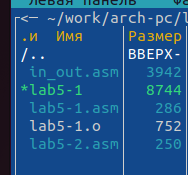 левая панель
<— ~/work/arch-pc/
.и Имя Размер
/.. ВВЕРХ-
in_out.asm 3942
*lab5-1 8744
lab5-1.asm 286
lab5-1.o 752
lab5-2.asm 250